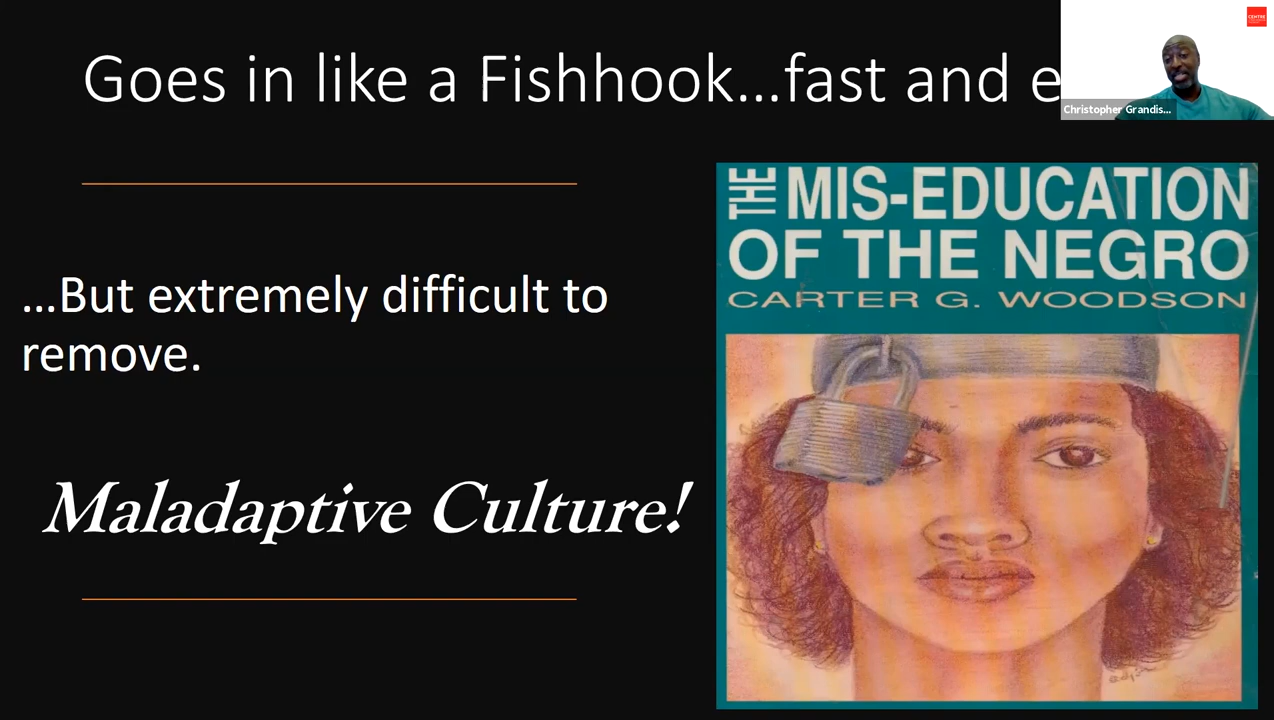 Goes in like a Fishhook...fast and e
Christopher Grandis...
CENTRE
THE MIS-EDUCATION
OF THE NEGRO
CARTER G. WOODSON
...But extremely difficult to
remove.
Maladaptive Culture!